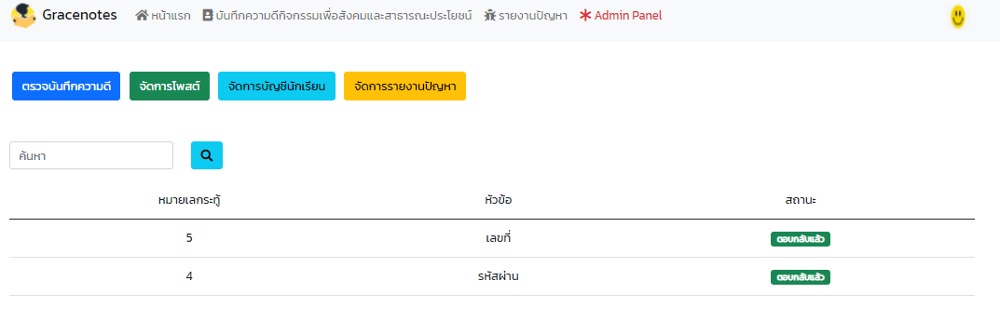 Gracenotes หน้าแรก บันทึกความดีกิจกรรมเพื่อสังคมและสาธารณะประโยชน์ รายงานปัญหา Admin Panel
ตรวจบันทึกความดี จัดการโพสต์ จัดการบัญชีนักเรียน จัดการรายงานปัญหา
ค้นหา
หมายเลกระทู้ หัวข้อ สถานะ
5 เลขที่ ตอบกลับแล้ว
4 รหัสผ่าน ตอบกลับแล้ว